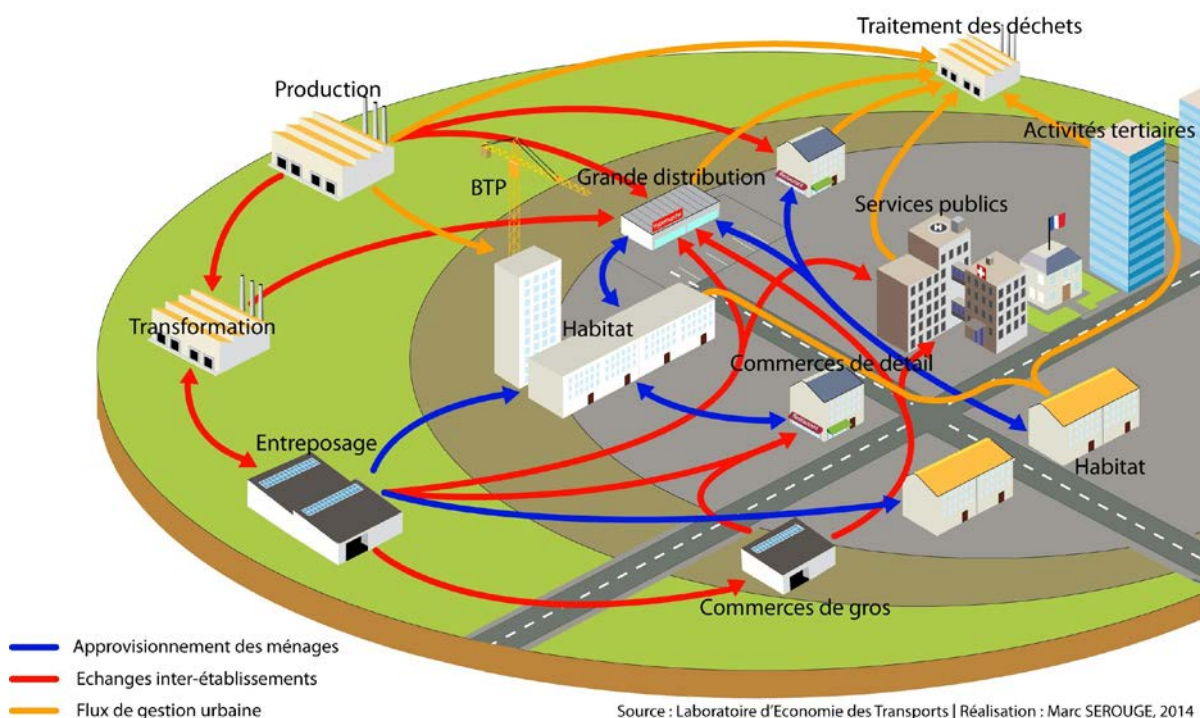 Traitement des déchets
Production
Activités tertiaires
BTP
Grande distribution
Services publics
Hypermarché
H
Transformation
Habitat
Commerces de détail
Restaurant
Entreposage
Habitat
Commerces de gros
Approvisionnement des ménages
Echanges inter-établissements
Flux de gestion urbaine
Source : Laboratoire d'Economie des Transports | Réalisation : Marc SEROUGE, 2014